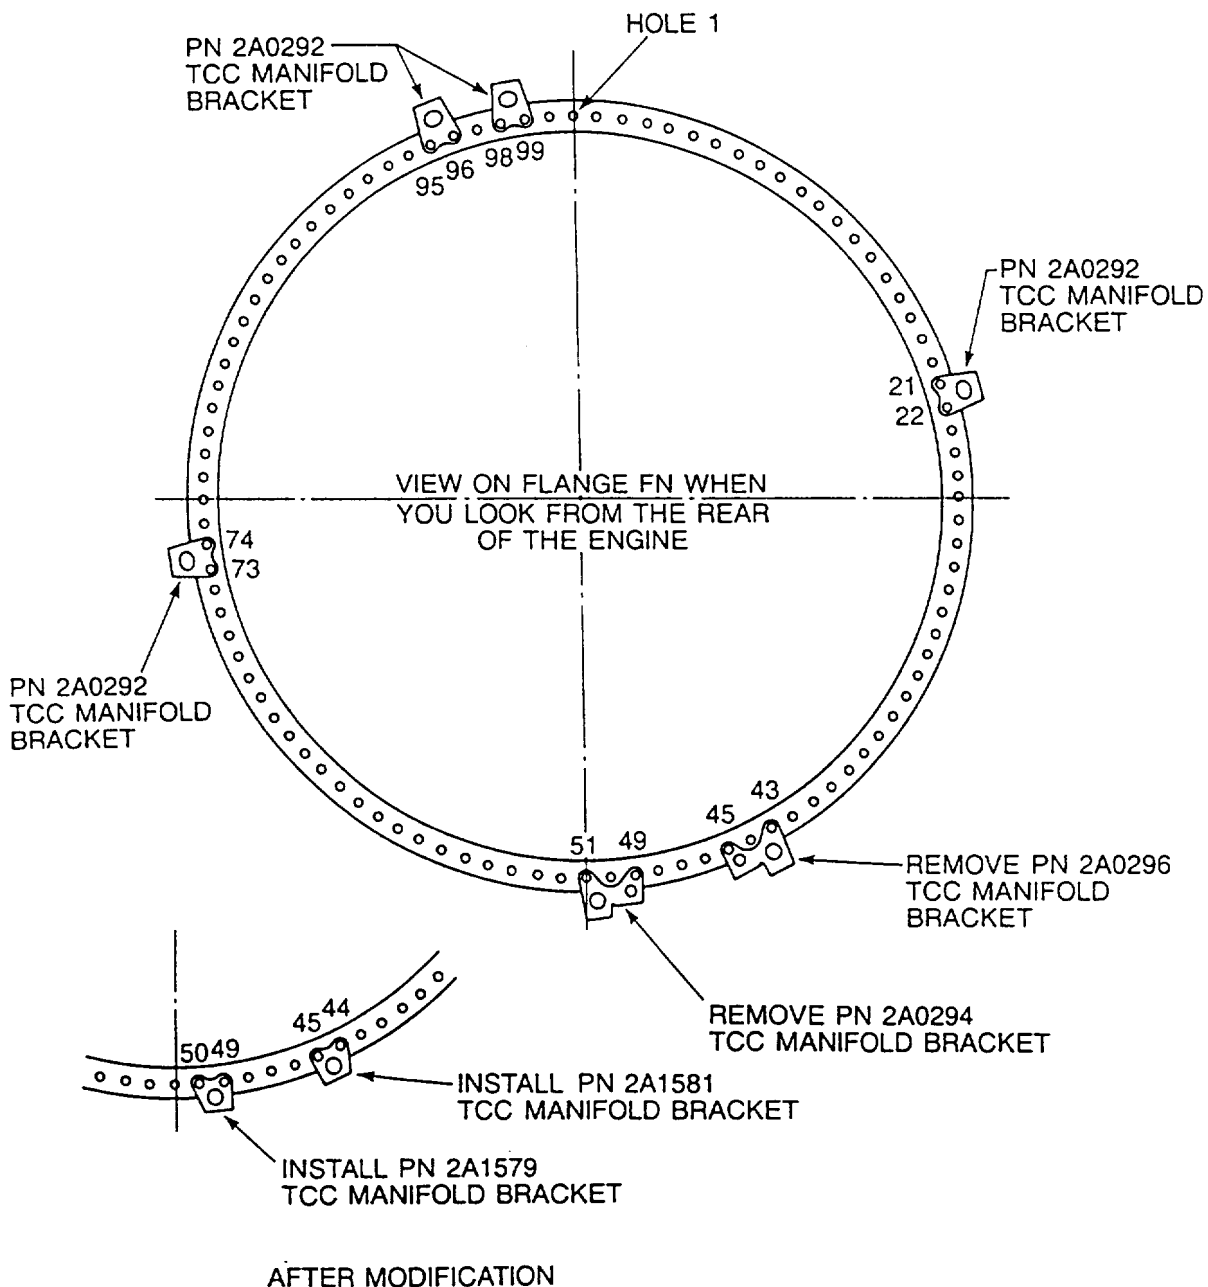 HOLE 1
PN 2A0292
TCC MANIFOLD
BRACKET
95 96 98 99
PN 2A0292
TCC MANIFOLD
BRACKET
21
22
VIEW ON FLANGE FN WHEN
YOU LOOK FROM THE REAR
OF THE ENGINE
74
73
PN 2A0292
TCC MANIFOLD
BRACKET
51 49 45 43
REMOVE PN 2A0296
TCC MANIFOLD
BRACKET
REMOVE PN 2A0294
TCC MANIFOLD BRACKET
50 49 45 44
INSTALL PN 2A1581
TCC MANIFOLD BRACKET
INSTALL PN 2A1579
TCC MANIFOLD BRACKET
AFTER MODIFICATION